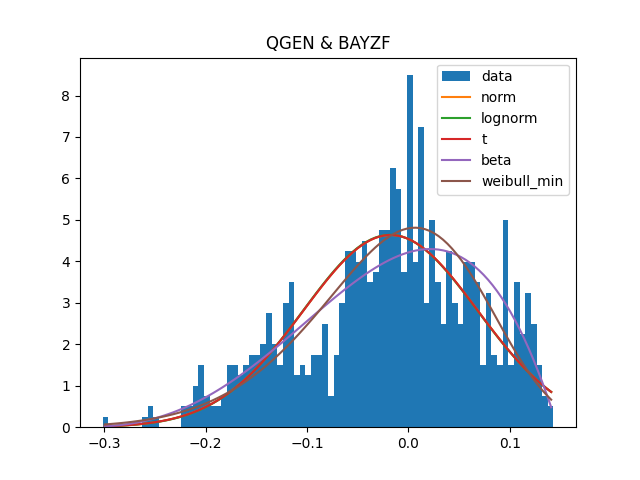 QGEN & BAYZF
data
norm
lognorm
t
beta
weibull_min
8
7
6
5
4
3
2
1
0
−0.3
−0.2
−0.1
0.0
0.1